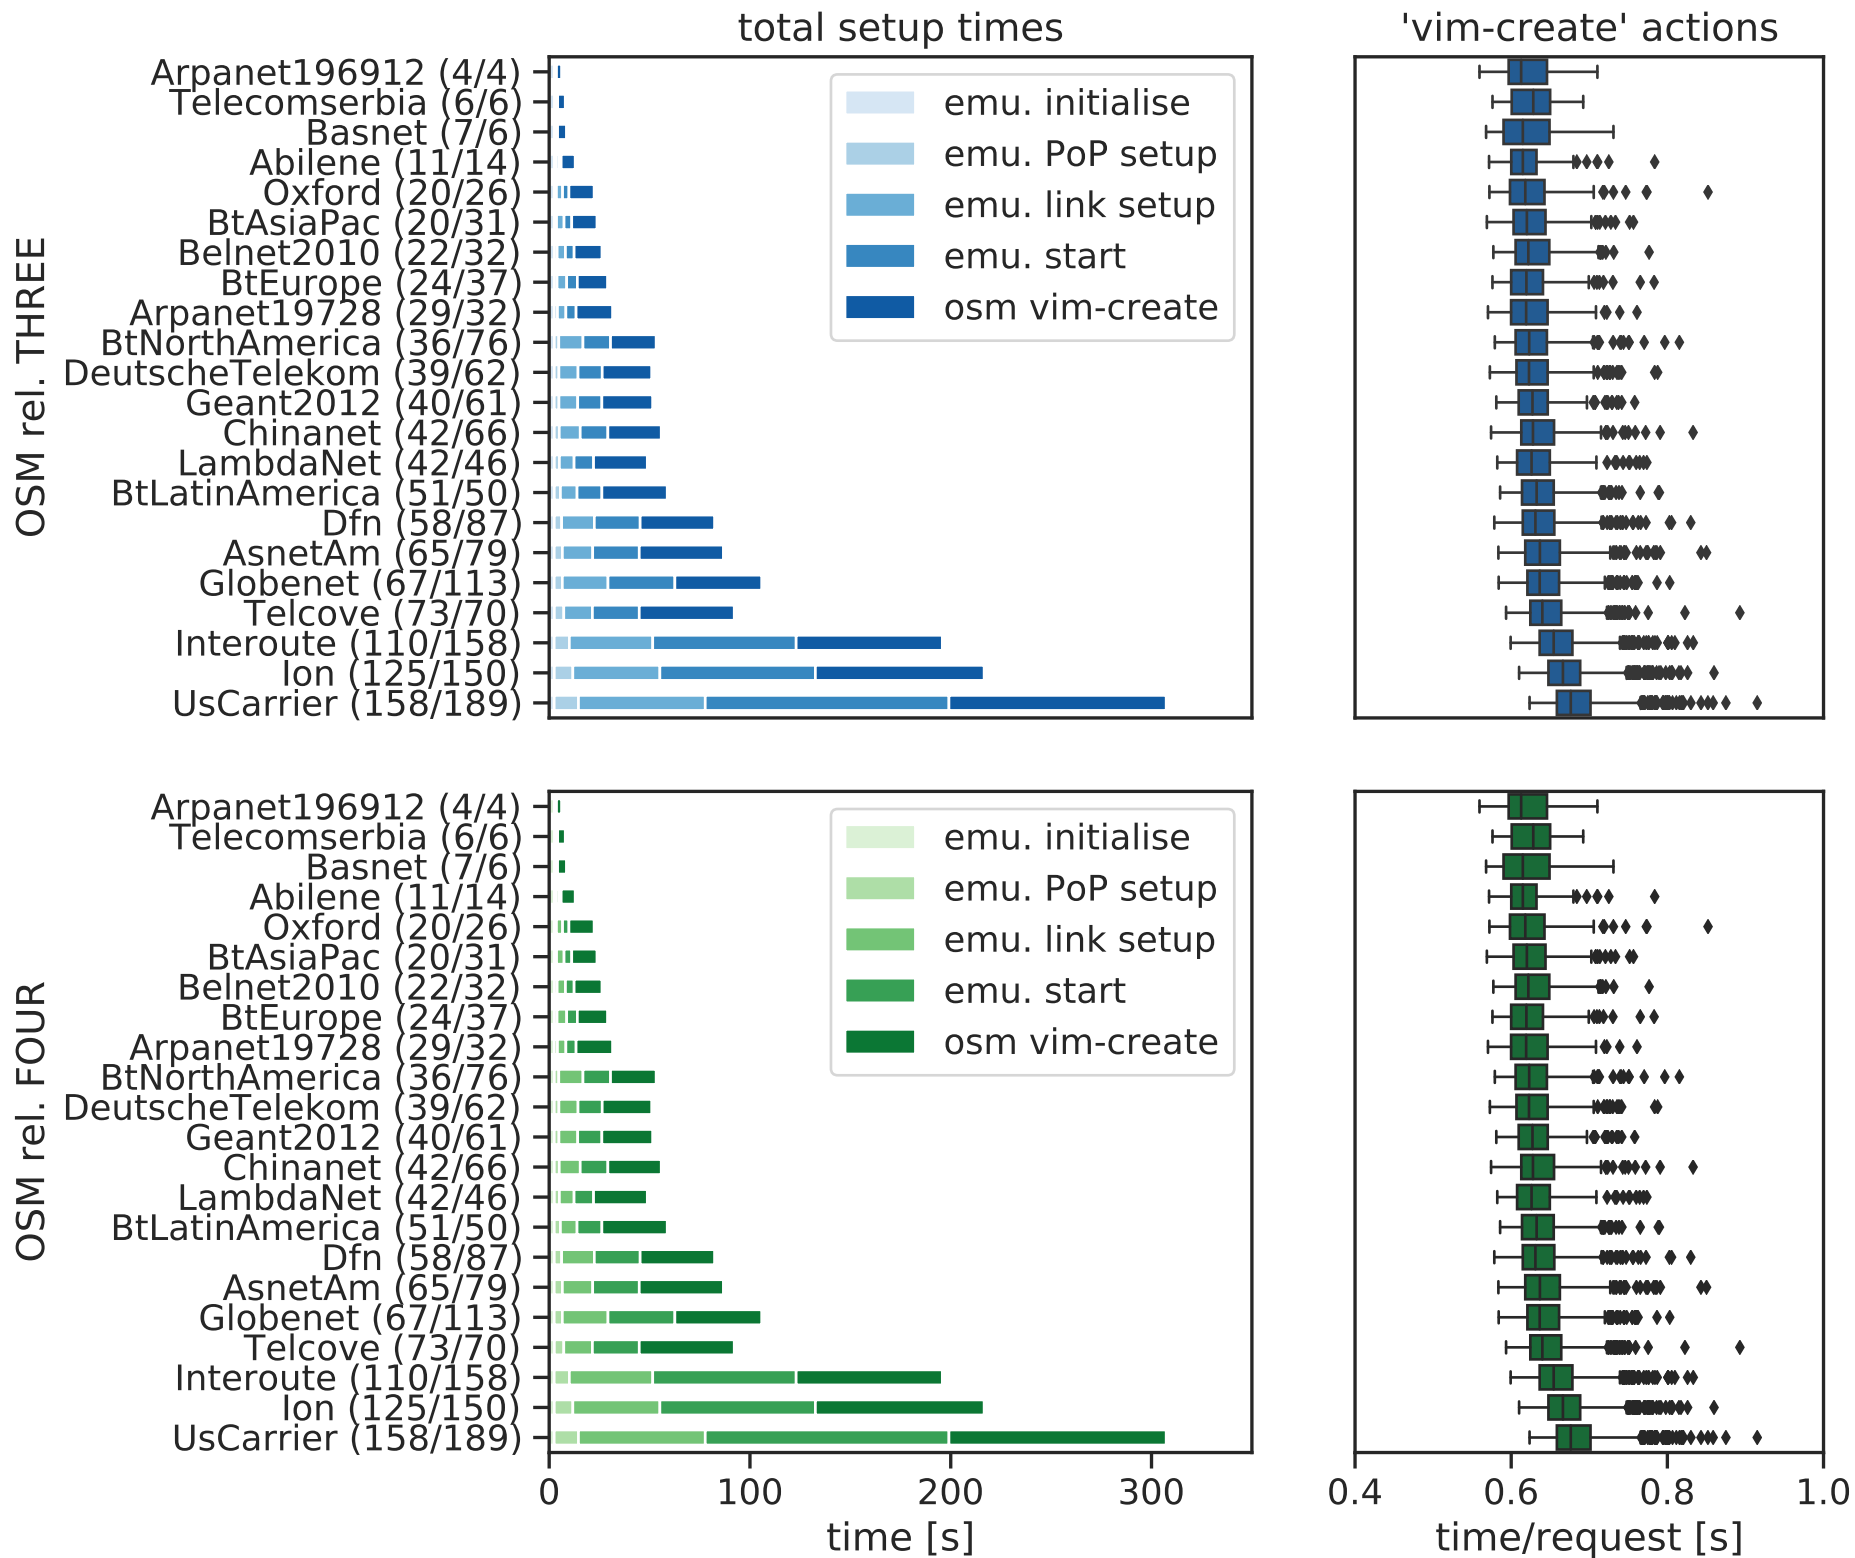 total setup times
'vim-create' actions
OSM rel. THREE
Arpanet196912 (4/4)
Telecomserbia (6/6)
Basnet (7/6)
Abilene (11/14)
Oxford (20/26)
BtAsiaPac (20/31)
Belnet2010 (22/32)
BtEurope (24/37)
Arpanet19728 (29/32)
BtNorthAmerica (36/76)
DeutscheTelekom (39/62)
Geant2012 (40/61)
Chinanet (42/66)
LambdaNet (42/46)
BtLatinAmerica (51/50)
Dfn (58/87)
AsnetAm (65/79)
Globenet (67/113)
Telcove (73/70)
Interoute (110/158)
Ion (125/150)
UsCarrier (158/189)
emu. initialise
emu. PoP setup
emu. link setup
emu. start
osm vim-create
OSM rel. FOUR
Arpanet196912 (4/4)
Telecomserbia (6/6)
Basnet (7/6)
Abilene (11/14)
Oxford (20/26)
BtAsiaPac (20/31)
Belnet2010 (22/32)
BtEurope (24/37)
Arpanet19728 (29/32)
BtNorthAmerica (36/76)
DeutscheTelekom (39/62)
Geant2012 (40/61)
Chinanet (42/66)
LambdaNet (42/46)
BtLatinAmerica (51/50)
Dfn (58/87)
AsnetAm (65/79)
Globenet (67/113)
Telcove (73/70)
Interoute (110/158)
Ion (125/150)
UsCarrier (158/189)
emu. initialise
emu. PoP setup
emu. link setup
emu. start
osm vim-create
0 100 200 300
time [s]
0.4 0.6 0.8 1.0
time/request [s]